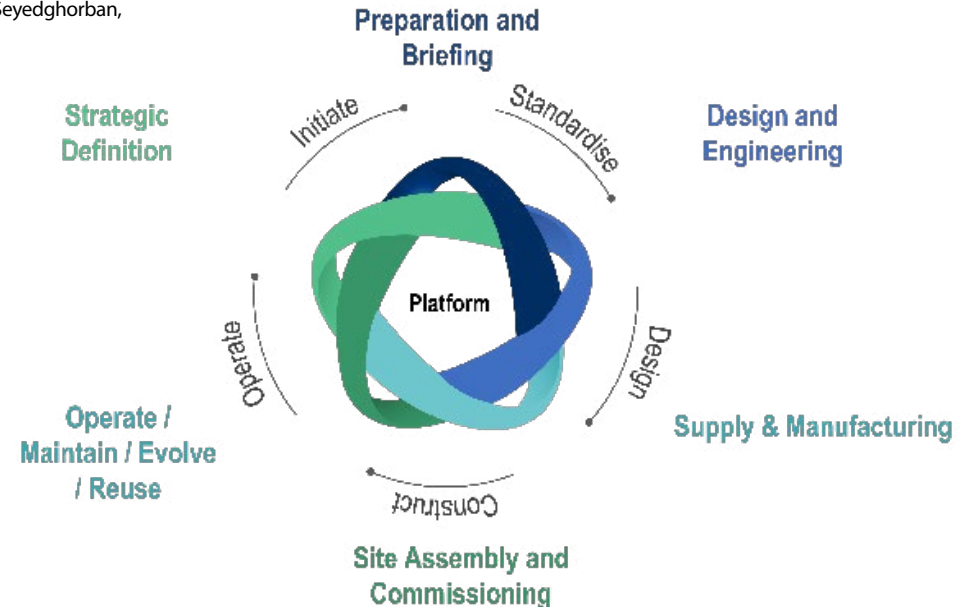 Seyedghorban,
Preparation and
Briefing
Strategic
Definition
Initiate
Standardise
Design and
Engineering
Platform
Operate
Design
Operate /
Maintain / Evolve
/ Reuse
Supply & Manufacturing
Construct
Site Assembly and
Commissioning